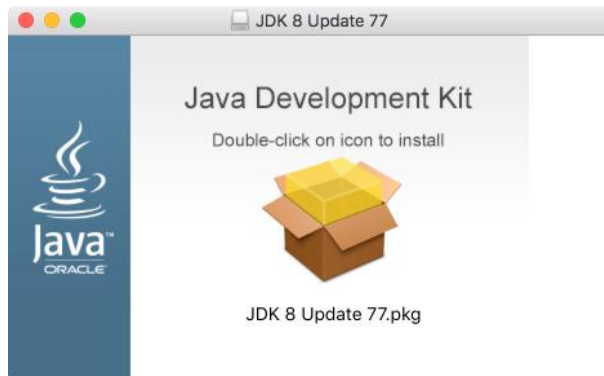 JDK 8 Update 77
Java Development Kit
Double-click on icon to install
Java™
ORACLE
JDK 8 Update 77.pkg